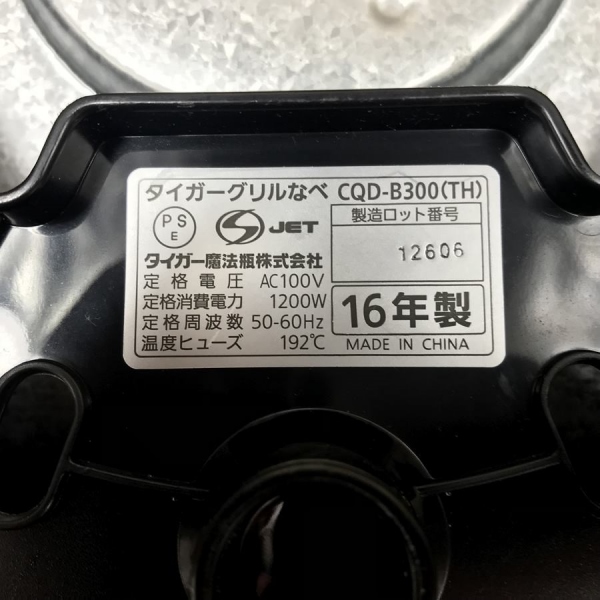 タイガーグリルなべ CQD-B300(TH)
PS
E
JET
製造ロット番号
12606
タイガー魔法瓶株式会社
定格電圧 AC100V
定格消費電力 1200W
定格周波数 50-60Hz
温度ヒューズ 192℃
16年製
MADE IN CHINA